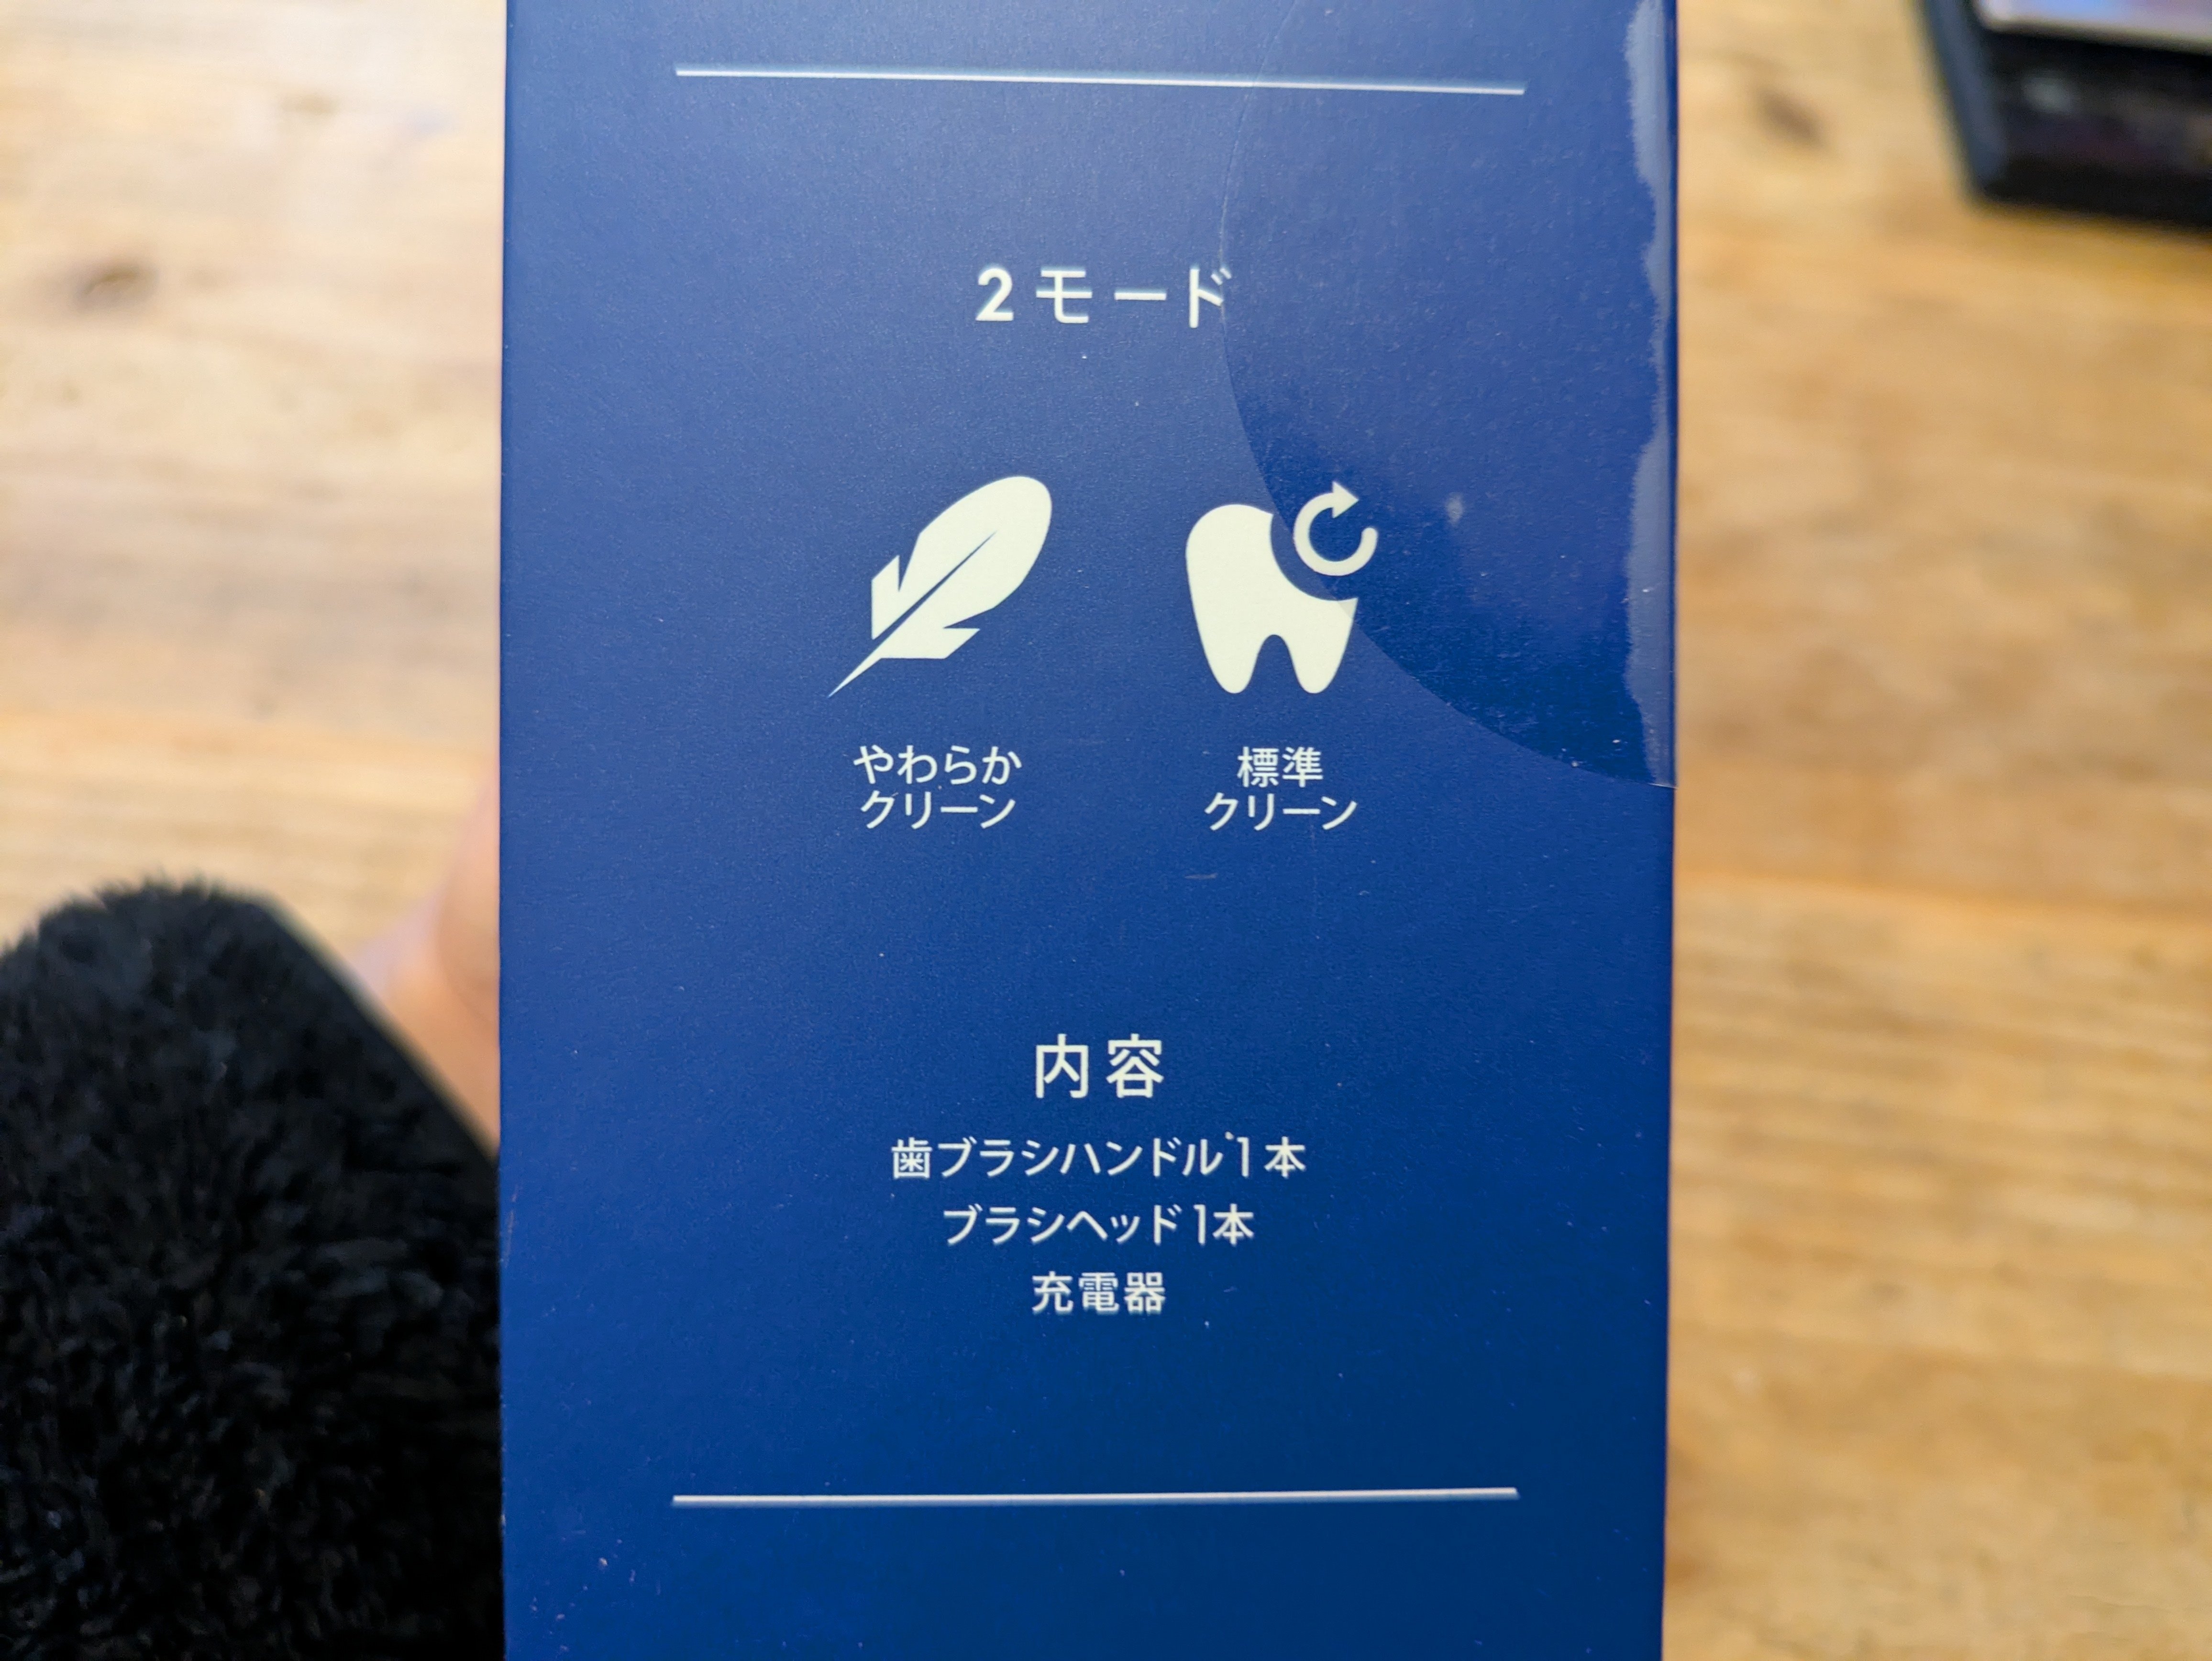 2モード
やわらか
クリーン
標準
クリーン
内容
歯ブラシハンドル1本
ブラシヘッド1本
充電器